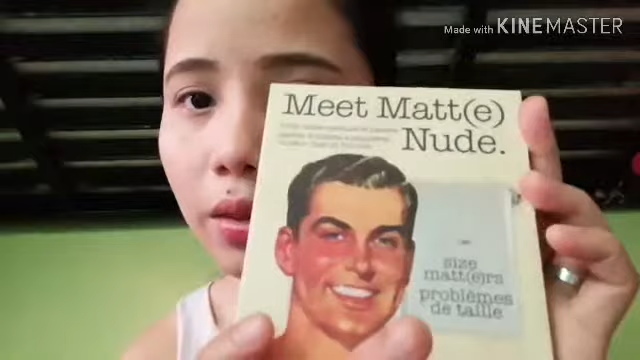 Made with KINEMASTER
Meet Matt(e)
Nude.
size
matt(e)rs
problèmes
de taille